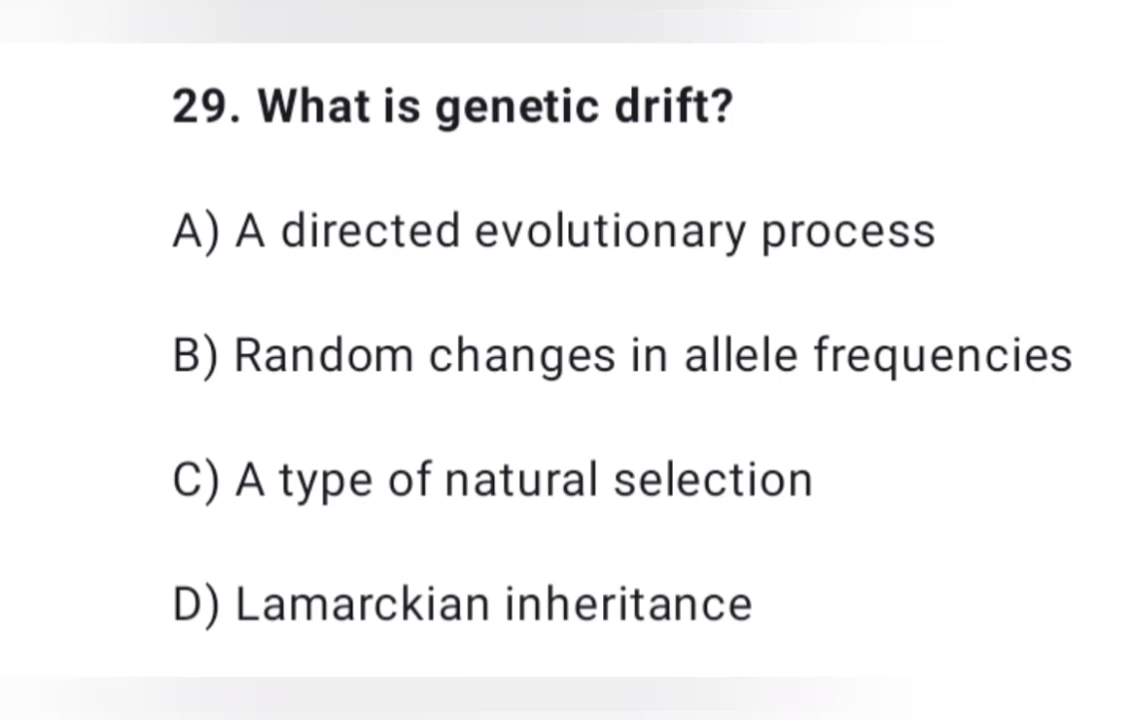 29. What is genetic drift?
A) A directed evolutionary process
B) Random changes in allele frequencies
C) A type of natural selection
D) Lamarckian inheritance